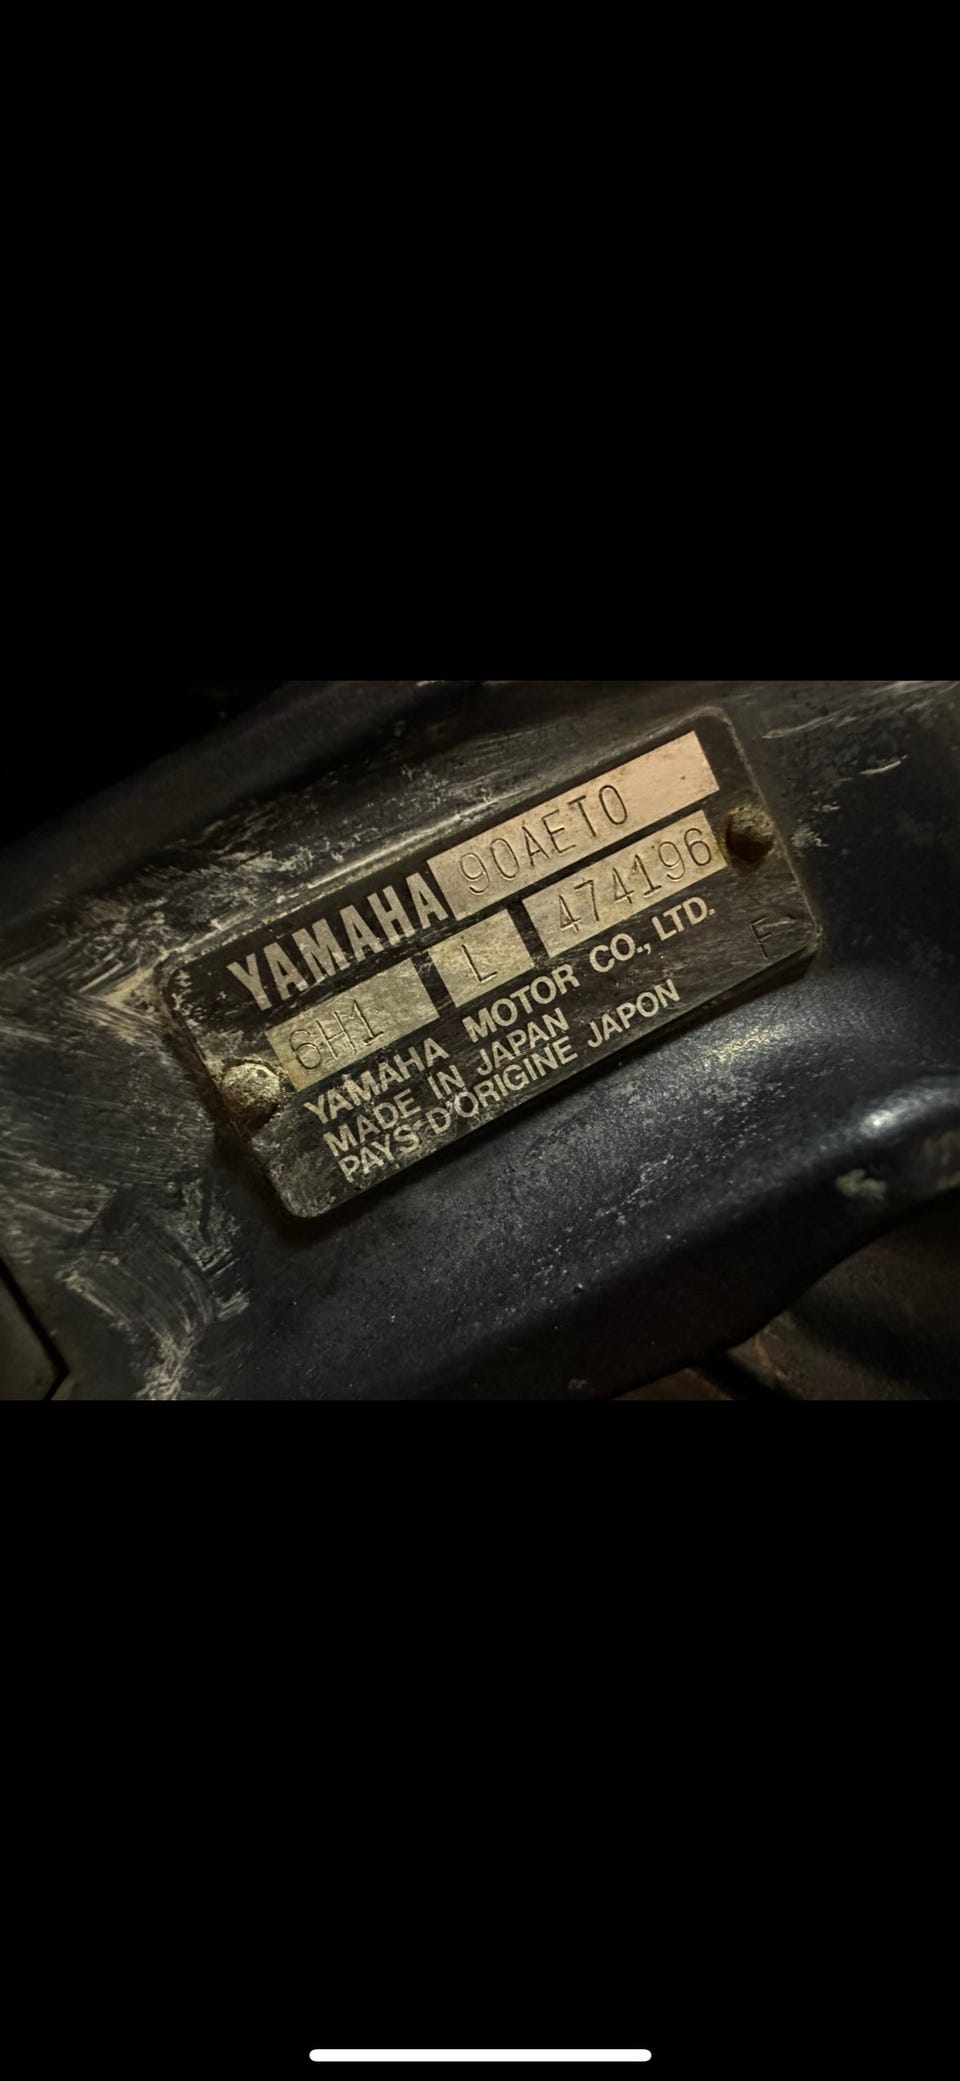 YAMAHA 90AETO
6H1 L 474196
YAMAHA MOTOR CO., LTD.
MADE IN JAPAN
PAYS D'ORIGINE JAPON
F